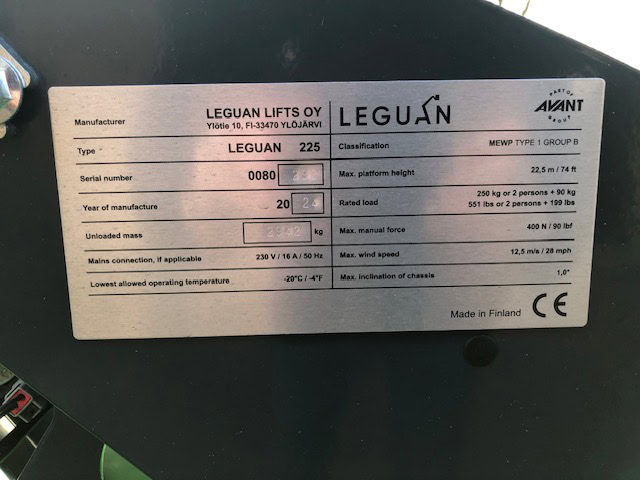 Manufacturer
LEGUAN LIFTS OY
Ylötie 10, FI-33470 YLÖJÄRVI
Type LEGUAN 225
Serial number 0080
Year of manufacture 20 24
Unloaded mass kg
Mains connection, if applicable 230 V / 16 A / 50 Hz
Lowest allowed operating temperature -20°C / -4°F
LEGUAN
PART OF
AVANT
GROUP
Classification MEWP TYPE 1 GROUP B
Max. platform height 22,5 m / 74 ft
Rated load 250 kg or 2 persons + 90 kg
551 lbs or 2 persons + 199 lbs
Max. manual force 400 N / 90 lbf
Max. wind speed 12,5 m/s / 28 mph
Max. inclination of chassis 1,0°
Made in Finland CE